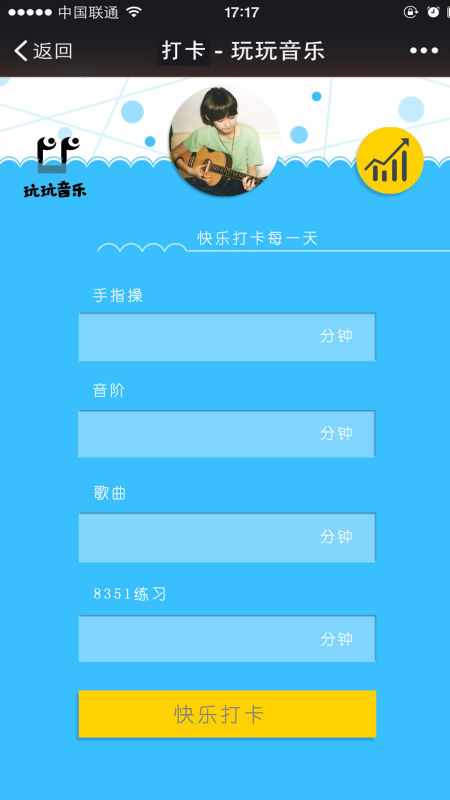 中国联通
17:17
返回
打卡 - 玩玩音乐
玩玩音乐
快乐打卡每一天
手指操
分钟
音阶
分钟
歌曲
分钟
8351练习
分钟
快乐打卡